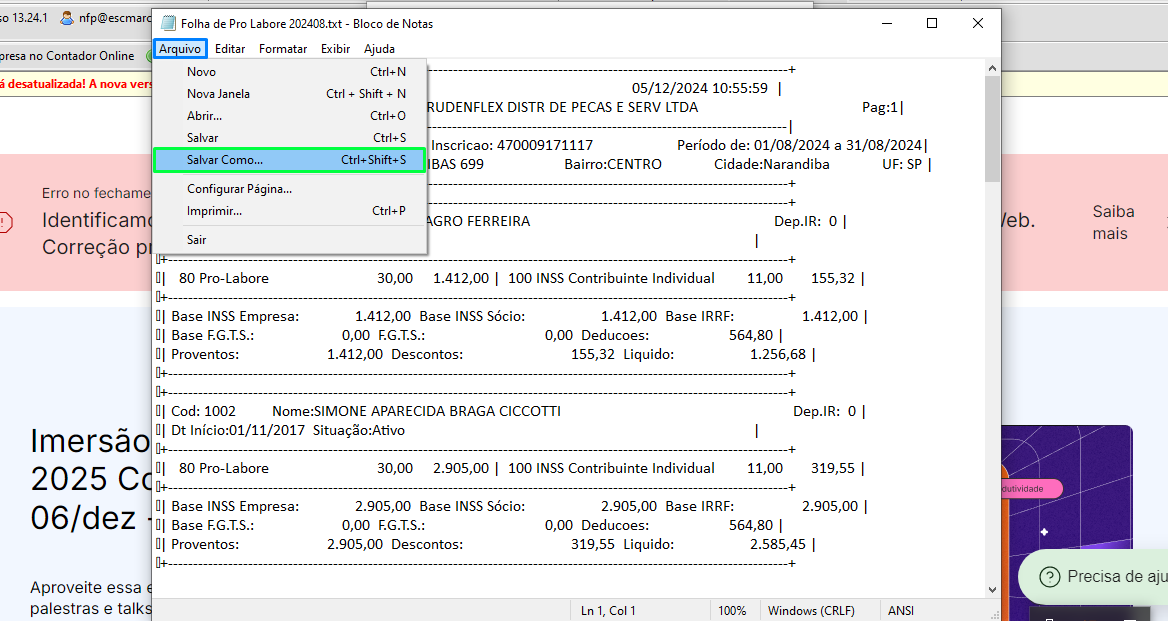 so 13.24.1 nfp@escmarc
presa no Contador Online
á desatualizada! A nova vers
Folha de Pro Labore 202408.txt - Bloco de Notas
Arquivo Editar Formatar Exibir Ajuda
Novo Ctrl+N
Nova Janela Ctrl + Shift + N
Abrir... Ctrl+O
Salvar Ctrl+S
Salvar Como... Ctrl+Shift+S
Configurar Página...
Imprimir... Ctrl+P
Sair
05/12/2024 10:55:59 |
RUDENFLEX DISTR DE PECAS E SERV LTDA Pag:1|
Inscricao: 470009171117 Período de: 01/08/2024 a 31/08/2024|
IBAS 699 Bairro:CENTRO Cidade:Narandiba UF: SP |
AGRO FERREIRA Dep.IR: 0 |
| 80 Pro-Labore 30,00 1.412,00 | 100 INSS Contribuinte Individual 11,00 155,32 |
| Base INSS Empresa: 1.412,00 Base INSS Sócio: 1.412,00 Base IRRF: 1.412,00 |
| Base F.G.T.S.: 0,00 F.G.T.S.: 0,00 Deducoes: 564,80 |
| Proventos: 1.412,00 Descontos: 155,32 Liquido: 1.256,68 |
| Cod: 1002 Nome:SIMONE APARECIDA BRAGA CICCOTTI Dep.IR: 0 |
| Dt Início:01/11/2017 Situação:Ativo |
| 80 Pro-Labore 30,00 2.905,00 | 100 INSS Contribuinte Individual 11,00 319,55 |
| Base INSS Empresa: 2.905,00 Base INSS Sócio: 2.905,00 Base IRRF: 2.905,00 |
| Base F.G.T.S.: 0,00 F.G.T.S.: 0,00 Deducoes: 564,80 |
| Proventos: 2.905,00 Descontos: 319,55 Liquido: 2.585,45 |
Ln 1, Col 1 100% Windows (CRLF) ANSI
Erro no fechame
Identificamo
Correção pr
Web.
Saiba
mais
Imersão
2025 Co
06/dez -
Aproveite essa e
palestras e talks
dutividade
Precisa de aju